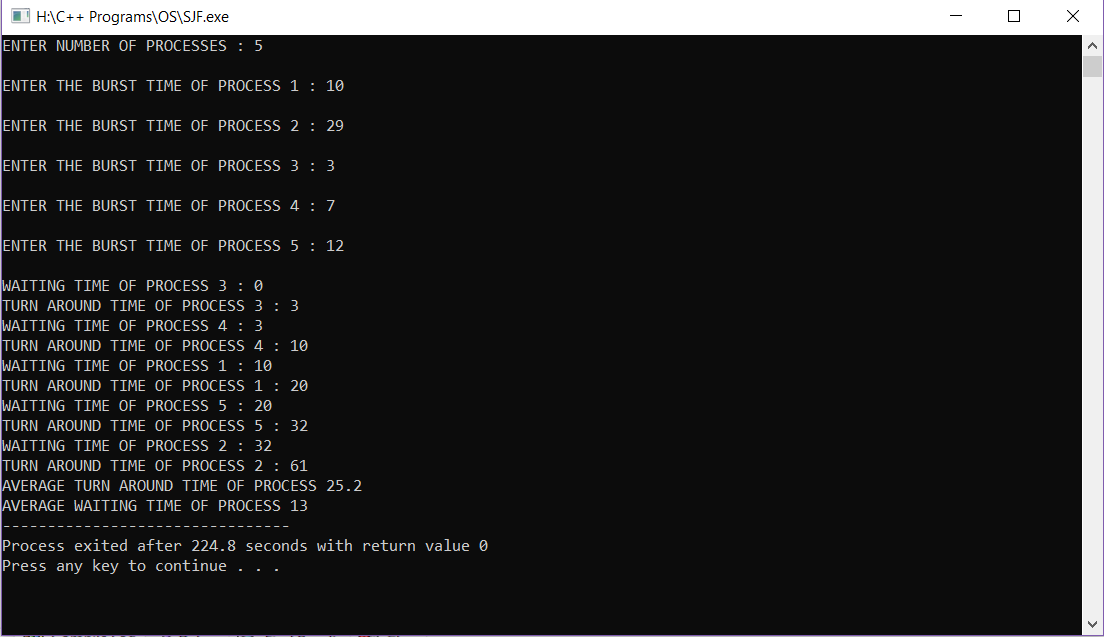 H:\C++ Programs\OS\SJF.exe
ENTER NUMBER OF PROCESSES : 5
ENTER THE BURST TIME OF PROCESS 1 : 10
ENTER THE BURST TIME OF PROCESS 2 : 29
ENTER THE BURST TIME OF PROCESS 3 : 3
ENTER THE BURST TIME OF PROCESS 4 : 7
ENTER THE BURST TIME OF PROCESS 5 : 12
WAITING TIME OF PROCESS 3 : 0
TURN AROUND TIME OF PROCESS 3 : 3
WAITING TIME OF PROCESS 4 : 3
TURN AROUND TIME OF PROCESS 4 : 10
WAITING TIME OF PROCESS 1 : 10
TURN AROUND TIME OF PROCESS 1 : 20
WAITING TIME OF PROCESS 5 : 20
TURN AROUND TIME OF PROCESS 5 : 32
WAITING TIME OF PROCESS 2 : 32
TURN AROUND TIME OF PROCESS 2 : 61
AVERAGE TURN AROUND TIME OF PROCESS 25.2
AVERAGE WAITING TIME OF PROCESS 13
--------------------------------
Process exited after 224.8 seconds with return value 0
Press any key to continue . . .